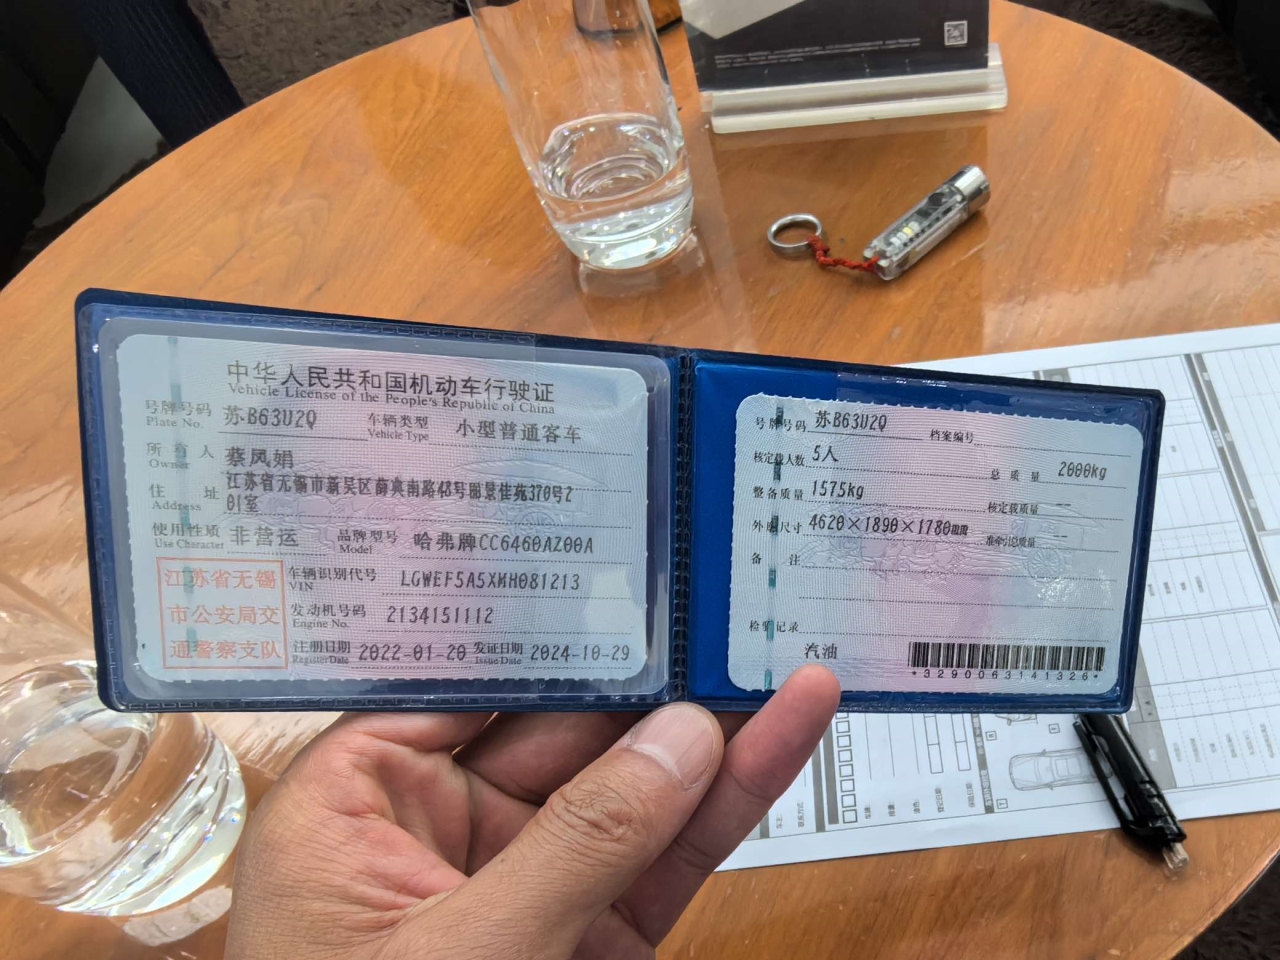 中华人民共和国机动车行驶证
Vehicle License of the People's Republic of China
号牌号码 苏B63U2Q 车辆类型 小型普通客车
Plate No. Vehicle Type
所有人 蔡凤娟
Owner
住址 江苏省无锡市新吴区 南路48号丽景佳苑370号2
Address 01室
使用性质 非营运 品牌型号 哈弗牌CC6460AZ00A
Use Character Model
江苏省无锡
市公安局交
通警察支队
车辆识别代号 LGWEF5A5XMH081213
VIN
发动机号码 2134151112
Engine No.
注册日期 2022-01-20 发证日期 2024-10-29
Register Date Issue Date
号牌号码 苏B63U2Q 档案编号
核定载人数 5人 总质量 2000kg
整备质量 1575kg 核定载质量 --
外廓尺寸 4620×1890×1780mm 准牵引总质量 --
备注
检验记录
汽油
*3290063141326*